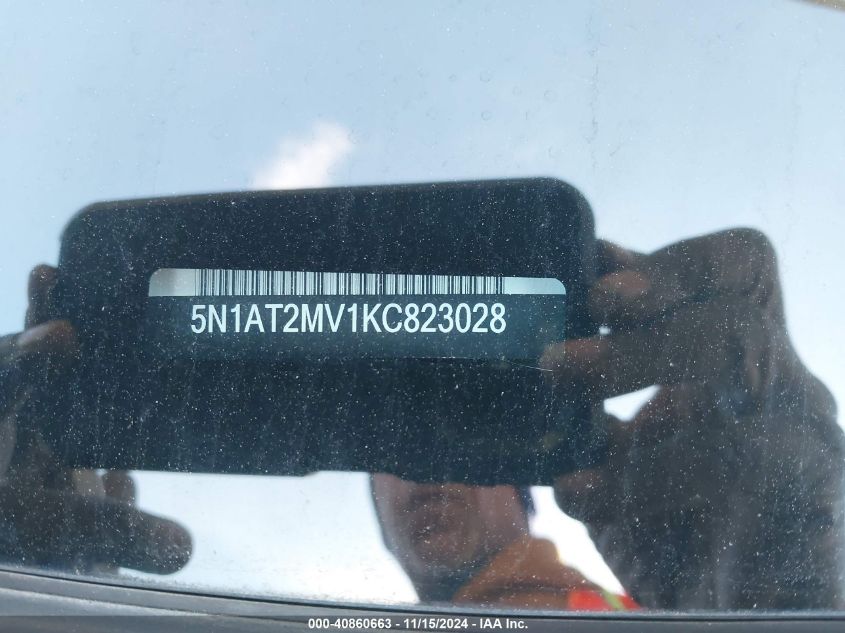 5N1AT2MV1KC823028
000-40860663 - 11/15/2024 - IAA Inc.